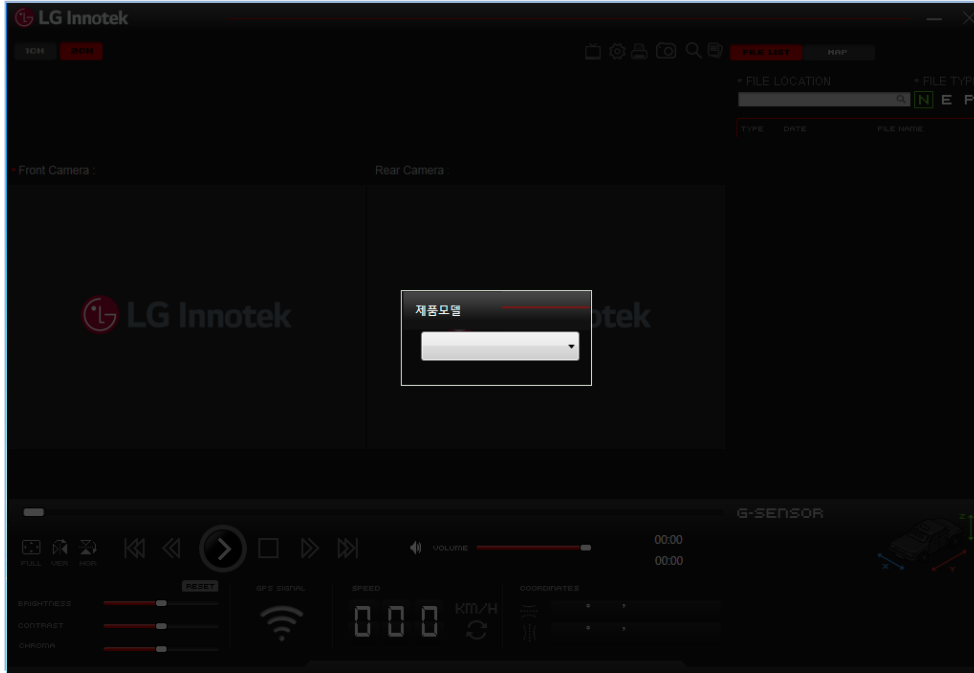 LG Innotek
1CH 2CH
FILE LIST MAP
• FILE LOCATION • FILE TYP
N E P
TYPE DATE FILE NAME
• Front Camera : Rear Camera :
LG Innotek otek
제품모델
G-SENSOR
Z
X Y
FULL VER HOR
VOLUME
00:00
00:00
RESET
BRIGHTNESS
CONTRAST
CHROMA
GPS SIGNAL SPEED COORDINATES
000 KM/H